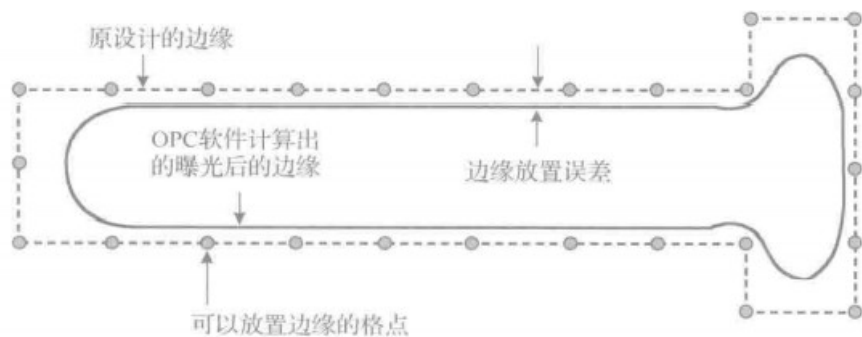 原设计的边缘
OPC软件计算出
的曝光后的边缘
边缘放置误差
可以放置边缘的格点